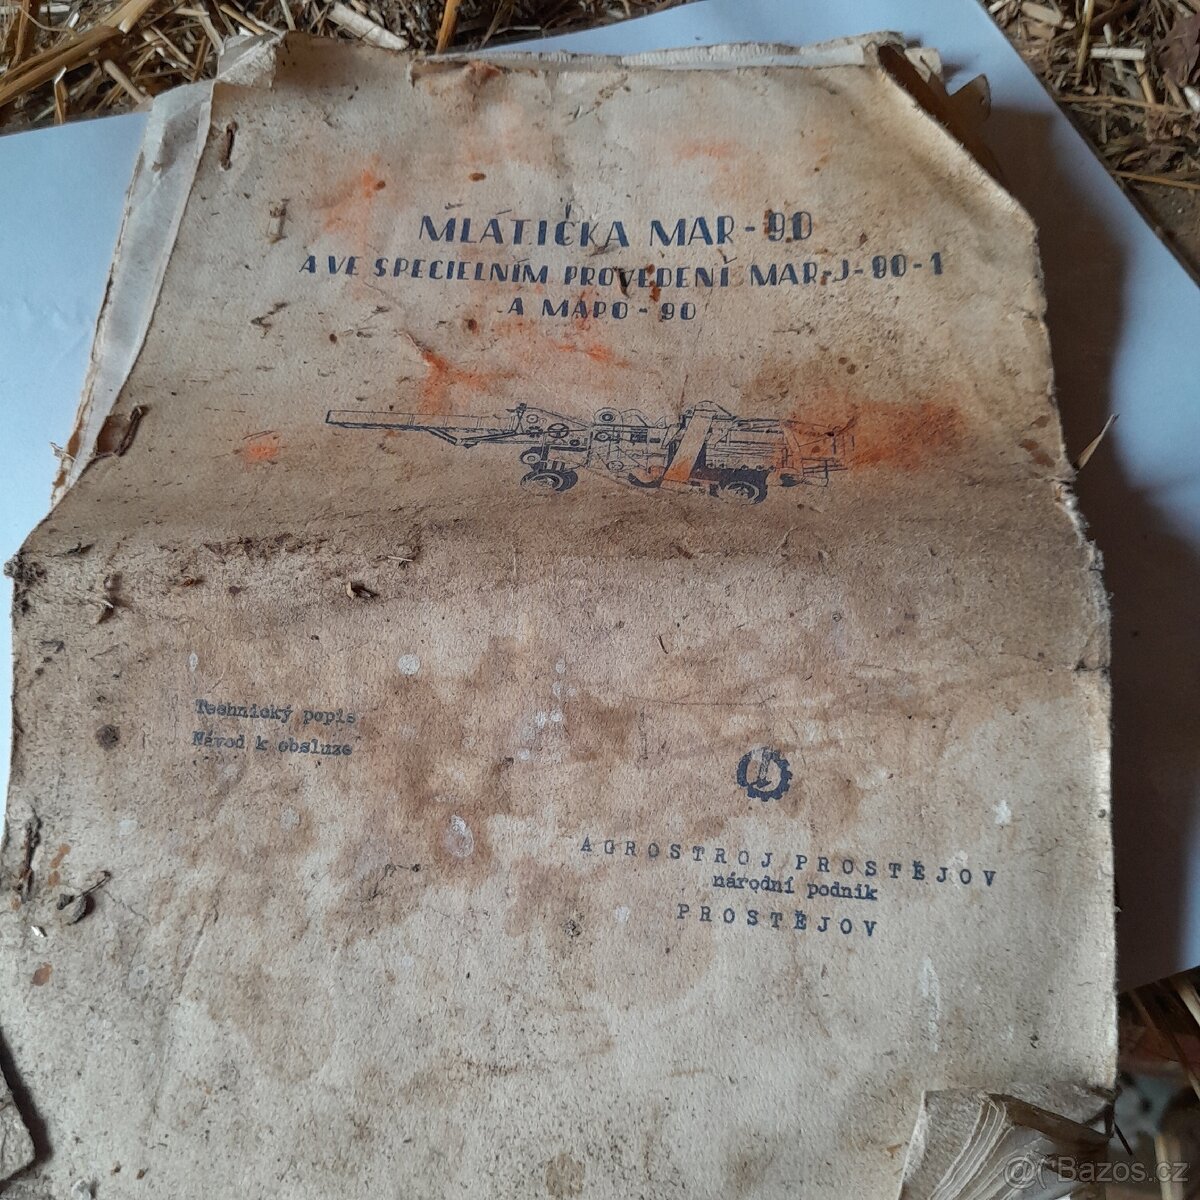 MLÁTIČKA MAR-90
A VE SPECIELNÍM PROVEDENÍ MAR-J-90-1
A MAPO-90
Technický popis
Návod k obsluze
AGROSTROJ PROSTĚJOV
národní podnik
PROSTĚJOV
@ Bazos.cz